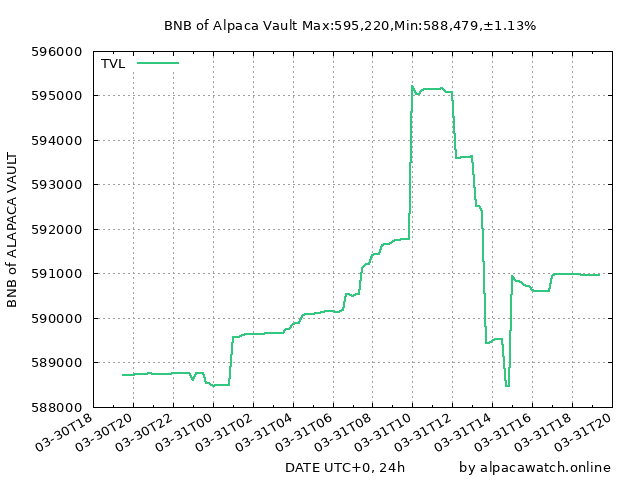 BNB of Alpaca Vault Max:595,220,Min:588,479,±1.13%
TVL
596000
595000
594000
593000
592000
591000
590000
589000
588000
BNB of ALAPACA VAULT
03-30T18
03-30T20
03-30T22
03-31T00
03-31T02
03-31T04
03-31T06
03-31T08
03-31T10
03-31T12
03-31T14
03-31T16
03-31T18
03-31T20
DATE UTC+0, 24h
by alpacawatch.online